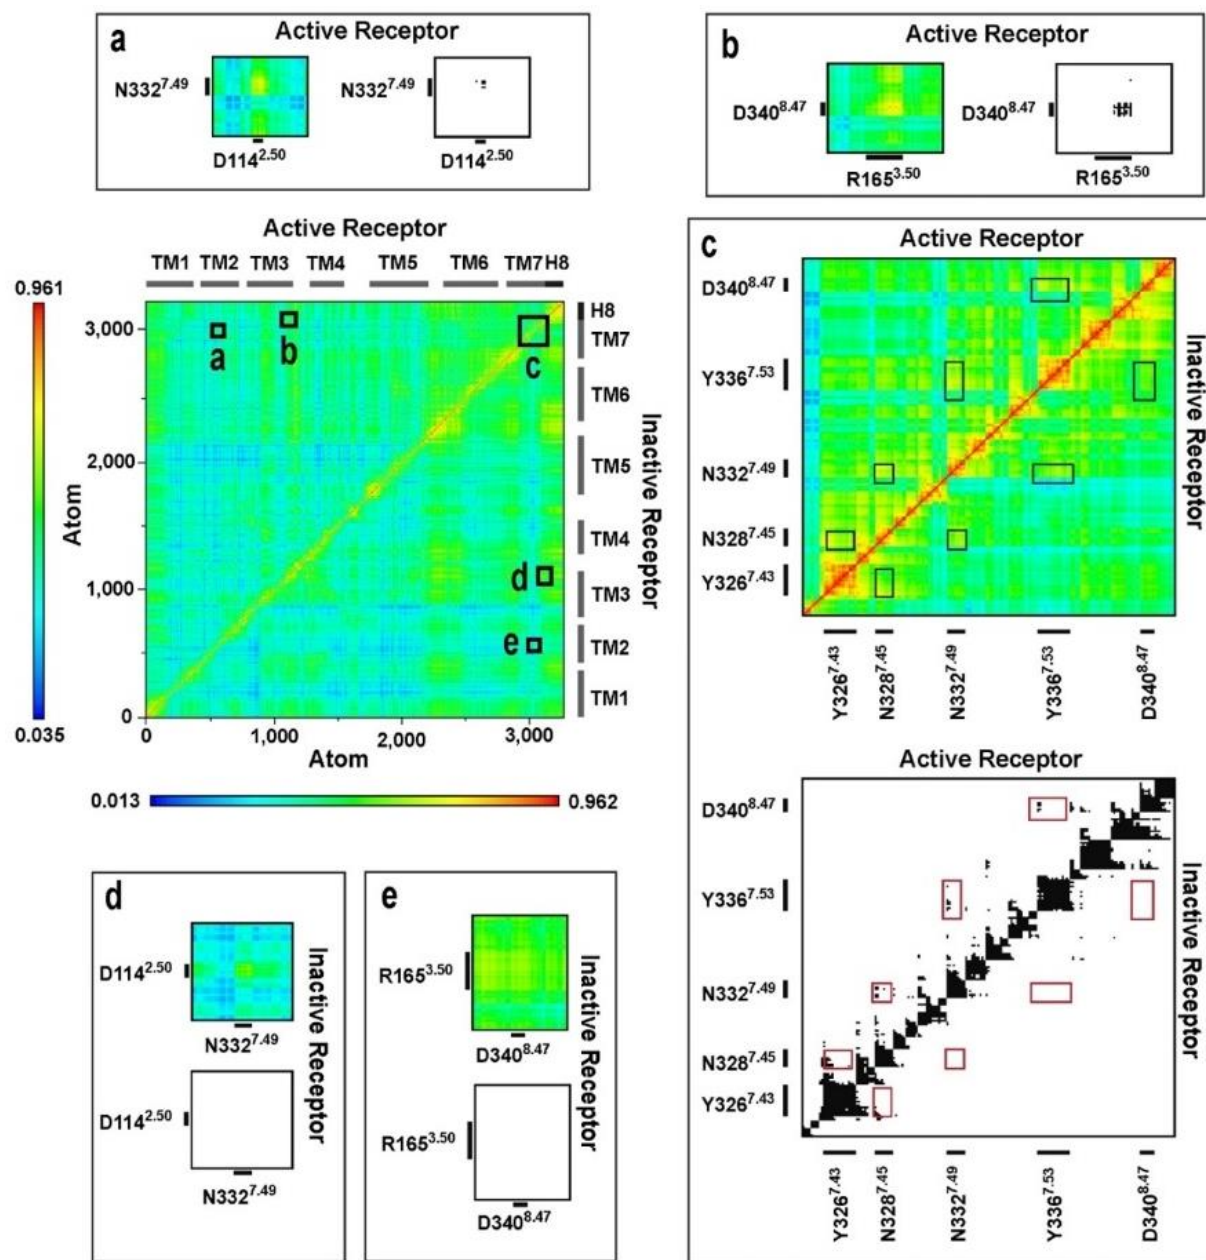 a
Active Receptor
N332^7.49
N332^7.49
D114^2.50
D114^2.50
b
Active Receptor
D340^8.47
D340^8.47
R165^3.50
R165^3.50
Active Receptor
TM1 TM2 TM3 TM4 TM5 TM6 TM7 H8
0.961
0.035
Atom
3,000
2,000
1,000
0
a
b
c
d
e
H8
TM7
TM6
TM5
TM4
TM3
TM2
TM1
Inactive Receptor
0 1,000 2,000 3,000
Atom
0.013 0.962
c
Active Receptor
D340^8.47
Y336^7.53
N332^7.49
N328^7.45
Y326^7.43
Inactive Receptor
Y326^7.43
N328^7.45
N332^7.49
Y336^7.53
D340^8.47
Active Receptor
D340^8.47
Y336^7.53
N332^7.49
N328^7.45
Y326^7.43
Inactive Receptor
Y326^7.43
N328^7.45
N332^7.49
Y336^7.53
D340^8.47
d
D114^2.50
N332^7.49
D114^2.50
N332^7.49
Inactive Receptor
e
R165^3.50
D340^8.47
R165^3.50
D340^8.47
Inactive Receptor